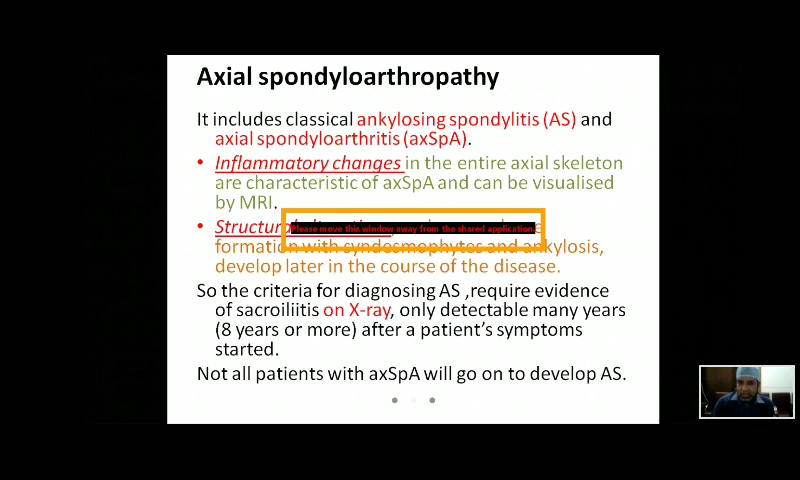 Axial spondyloarthropathy
It includes classical ankylosing spondylitis (AS) and
axial spondyloarthritis (axSpA).
• Inflammatory changes in the entire axial skeleton
are characteristic of axSpA and can be visualised
by MRI.
• Structural
Please move this window away from the shared application.
formation with syndesmophytes and ankylosis,
develop later in the course of the disease.
So the criteria for diagnosing AS ,require evidence
of sacroiliitis on X-ray, only detectable many years
(8 years or more) after a patient's symptoms
started.
Not all patients with axSpA will go on to develop AS.